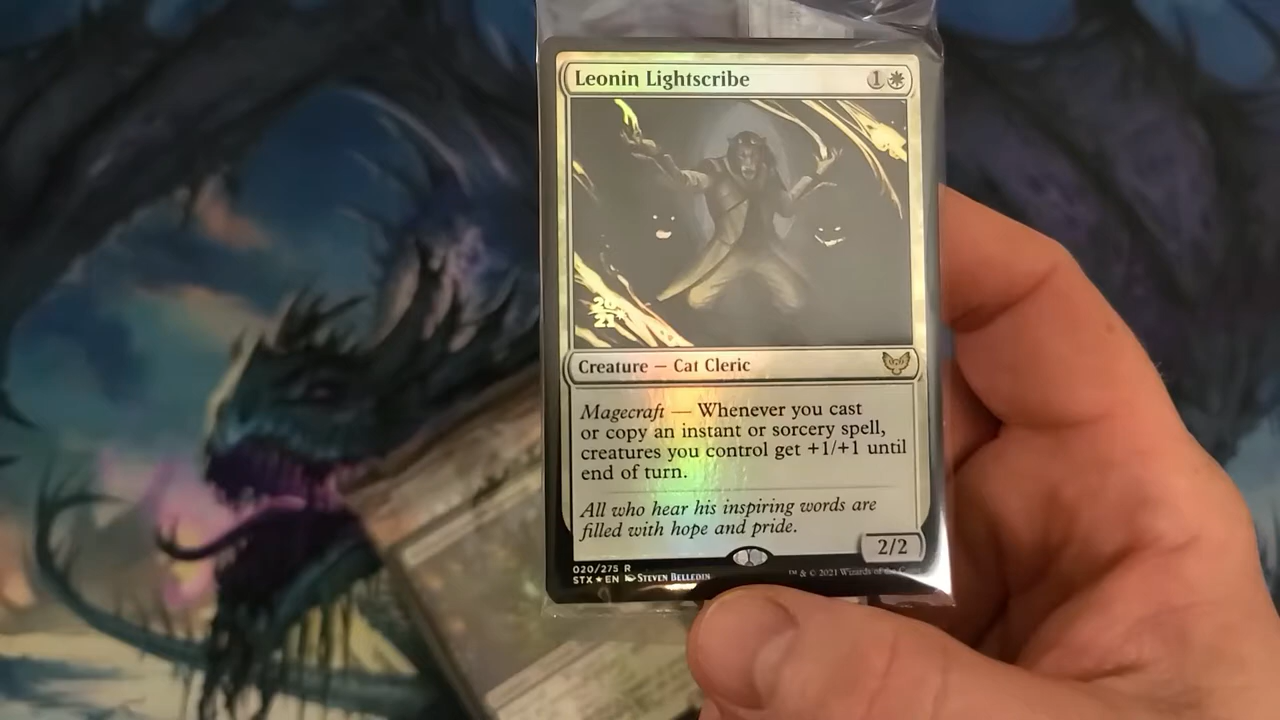 Leonin Lightscribe 1
20
21
Creature — Cat Cleric
Magecraft — Whenever you cast
or copy an instant or sorcery spell,
creatures you control get +1/+1 until
end of turn.
All who hear his inspiring words are
filled with hope and pride.
2/2
020/275 R
STX ★ EN Steven Belledin
™ & © 2021 Wizards of the Coast